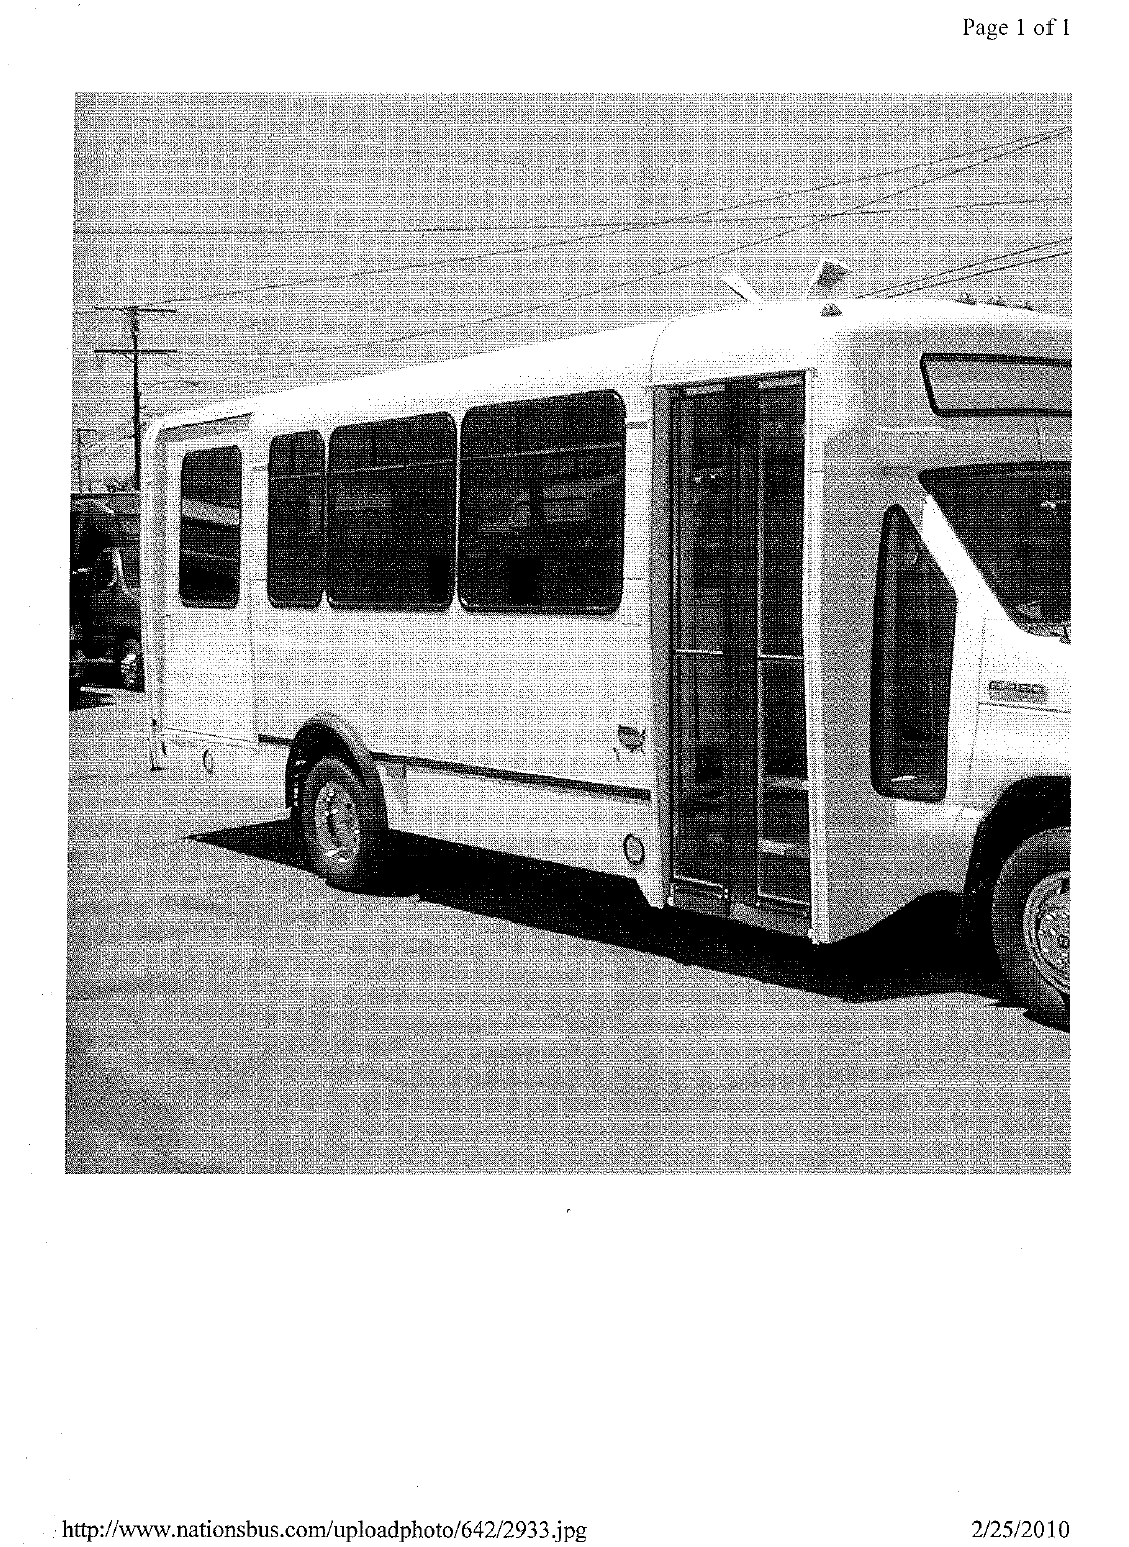 Page 1 of 1
http://www.nationsbus.com/uploadphoto/642/2933.jpg
2/25/2010